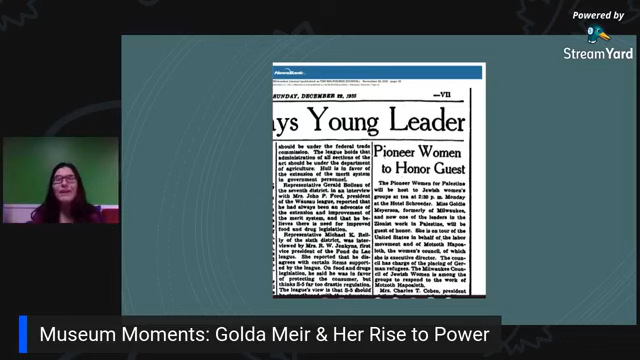 Powered by
StreamYard
NewsBank
SUNDAY, DECEMBER 22, 1935 —VII
ys Young Leader
should be under the federal trade
commission. The league holds that
administration of all sections of the
act should be under the department
of agriculture. Hull is in favor of
the extension of the merit system
in government personnel.
Representative Gerald Boileau of
the seventh district, in an interview
with Mrs. John P. Ford, president
of the Wausau league, reported that
he had always been an advocate of
the extension and improvement of
the merit system, and that he be-
lieves there is need for improved
food and drug legislation.
Representative Michael K. Reil-
ly of the sixth district, was inter-
viewed by Mrs. R. W. Jenkyns, first
vice president of the Fond du Lac
league. She reported that he dis-
agrees with certain items supported
by the league. On food and drugs
legislation, he said he was in favor
of protecting the consumer, but
thinks S-5 far too drastic regulation.
The league's view is that S-5 should
Pioneer Women
to Honor Guest
The Pioneer Women for Palestine
will be host to Jewish women's
groups at tea at 2:30 p. m. Monday
at the Hotel Schroeder. Miss Goldie
Meyerson, formerly of Milwaukee,
and now one of the leaders in the
Zionist work in Palestine, will be
guest of honor. She is on tour of the
United States in behalf of the labor
movement and of Motzoth Hapoa-
loth, the women's council, of which
she is executive director. The coun-
cil has charge of the placing of Ger-
man refugees. The Milwaukee Coun-
cil of Jewish Women is among the
groups to respond to the work of
Motzoth Hapoaloth.
Mrs. Charles T. Cohen, president
Museum Moments: Golda Meir & Her Rise to Power